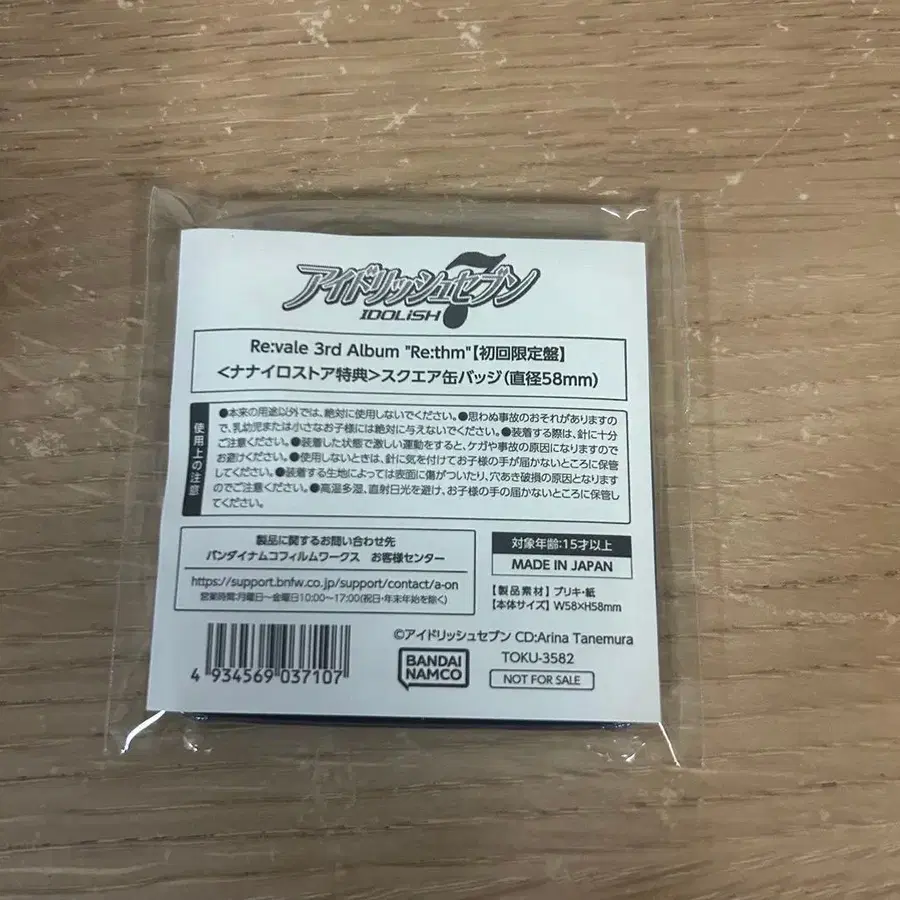 アイドリッシュセブン
IDOLiSH7
Re:vale 3rd Album "Re:thm"【初回限定盤】
<ナナイロストア特典>スクエア缶バッジ(直径58mm)
使用上の注意
●本来の用途以外では、絶対に使用しないでください。●思わぬ事故のおそれがありますの
で、乳幼児または小さなお子様には絶対に与えないでください。●装着する際は、針に十分
ご注意ください。●装着した状態で激しい運動をすると、ケガや事故の原因になりますので
お避けください。●使用しないときは、針に気を付けてお子様の手が届かないところに保管
してください。●装着する生地によっては表面に傷がついたり、穴あき破損の原因となります
のでご注意ください。●高温多湿、直射日光を避け、お子様の手の届かないところに保管し
てください。
製品に関するお問い合わせ先
バンダイナムコフィルムワークス お客様センター
https://support.bnfw.co.jp/support/contact/a-on
営業時間:月曜日~金曜日10:00~17:00(祝日・年末年始を除く)
対象年齢:15才以上
MADE IN JAPAN
【製品素材】ブリキ・紙
【本体サイズ】W58×H58mm
4 934569 037107
©アイドリッシュセブン CD:Arina Tanemura
BANDAI
NAMCO
TOKU-3582
NOT FOR SALE